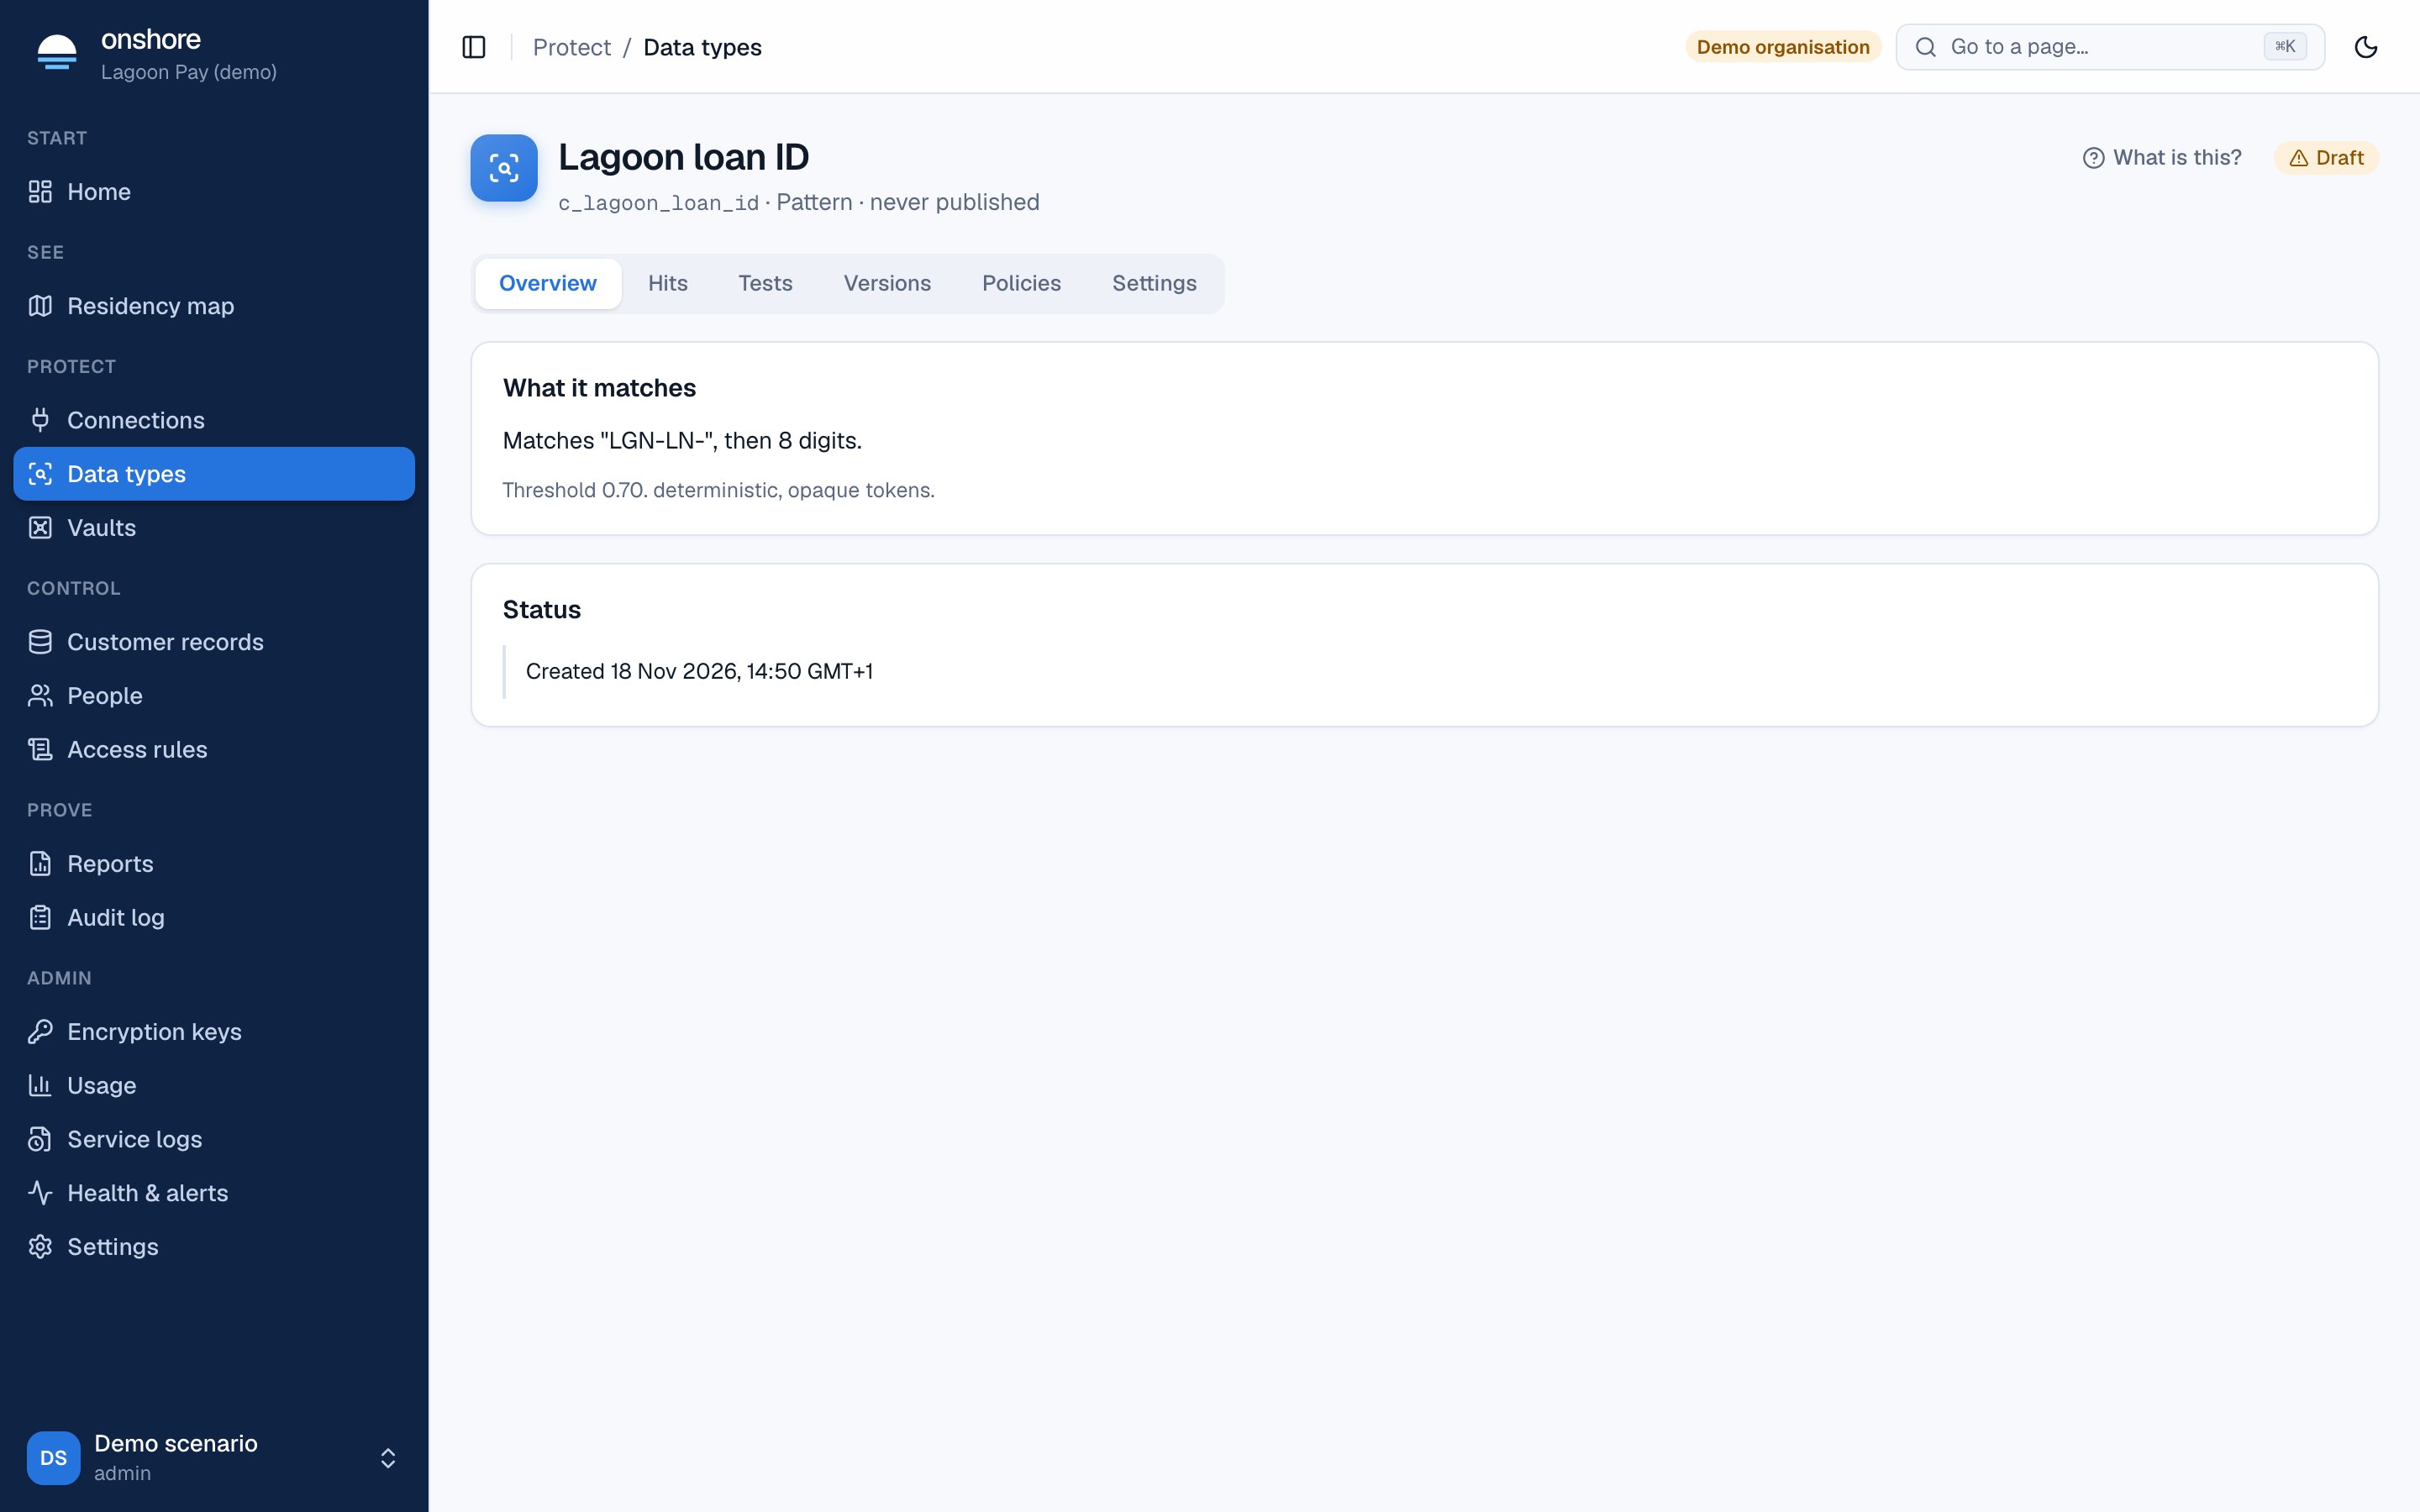 onshore
Lagoon Pay (demo)
START
Home
SEE
Residency map
PROTECT
Connections
Data types
Vaults
CONTROL
Customer records
People
Access rules
PROVE
Reports
Audit log
ADMIN
Encryption keys
Usage
Service logs
Health & alerts
Settings
DS
Demo scenario
admin
Protect / Data types
Demo organisation
Go to a page...
⌘K
Lagoon loan ID
c_lagoon_loan_id · Pattern · never published
What is this?
Draft
Overview Hits Tests Versions Policies Settings
What it matches
Matches "LGN-LN-", then 8 digits.
Threshold 0.70. deterministic, opaque tokens.
Status
Created 18 Nov 2026, 14:50 GMT+1